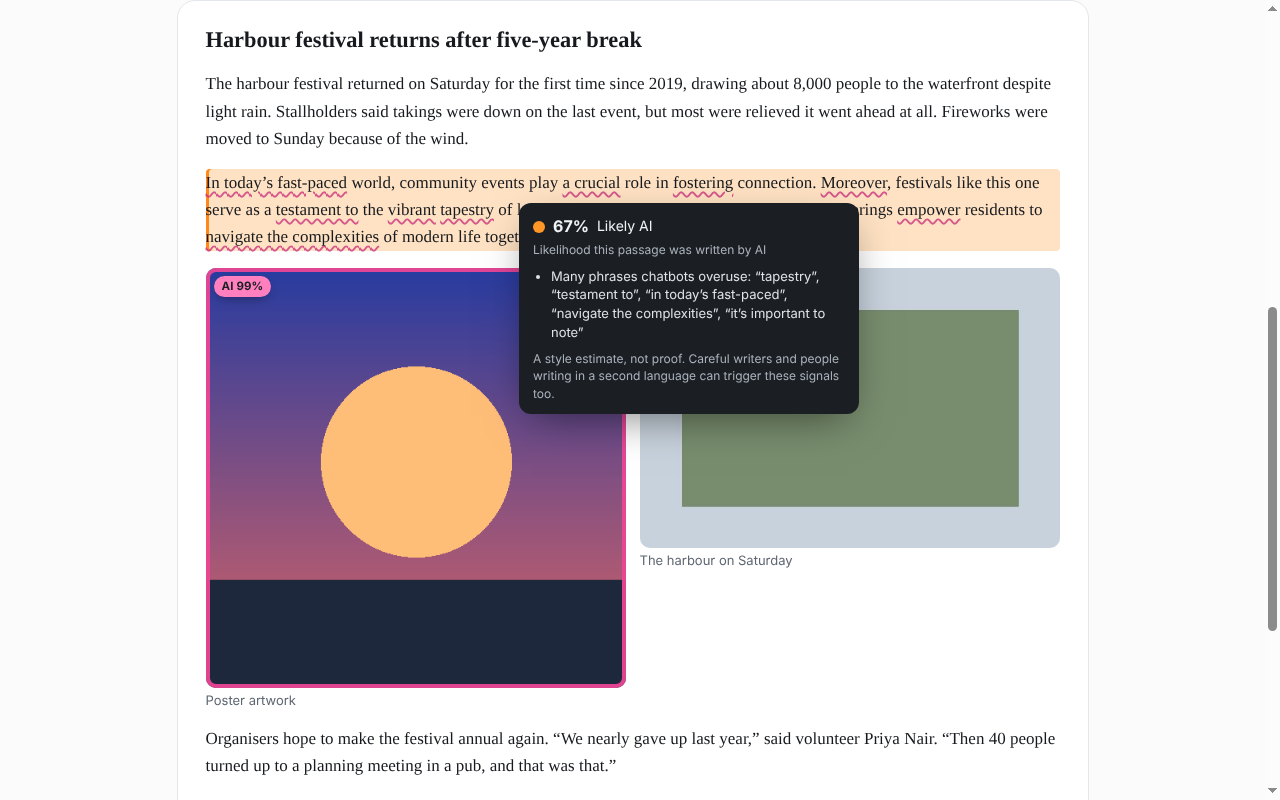 Harbour festival returns after five-year break
The harbour festival returned on Saturday for the first time since 2019, drawing about 8,000 people to the waterfront despite
light rain. Stallholders said takings were down on the last event, but most were relieved it went ahead at all. Fireworks were
moved to Sunday because of the wind.
In today’s fast-paced world, community events play a crucial role in fostering connection. Moreover, festivals like this one
serve as a testament to the vibrant tapestry of empower residents to
navigate the complexities of modern life
67% Likely AI
Likelihood this passage was written by AI
• Many phrases chatbots overuse: “tapestry”,
“testament to”, “in today’s fast-paced”,
“navigate the complexities”, “it’s important to
note”
A style estimate, not proof. Careful writers and people
writing in a second language can trigger these signals
too.
AI 99%
The harbour on Saturday
Poster artwork
Organisers hope to make the festival annual again. “We nearly gave up last year,” said volunteer Priya Nair. “Then 40 people
turned up to a planning meeting in a pub, and that was that.”